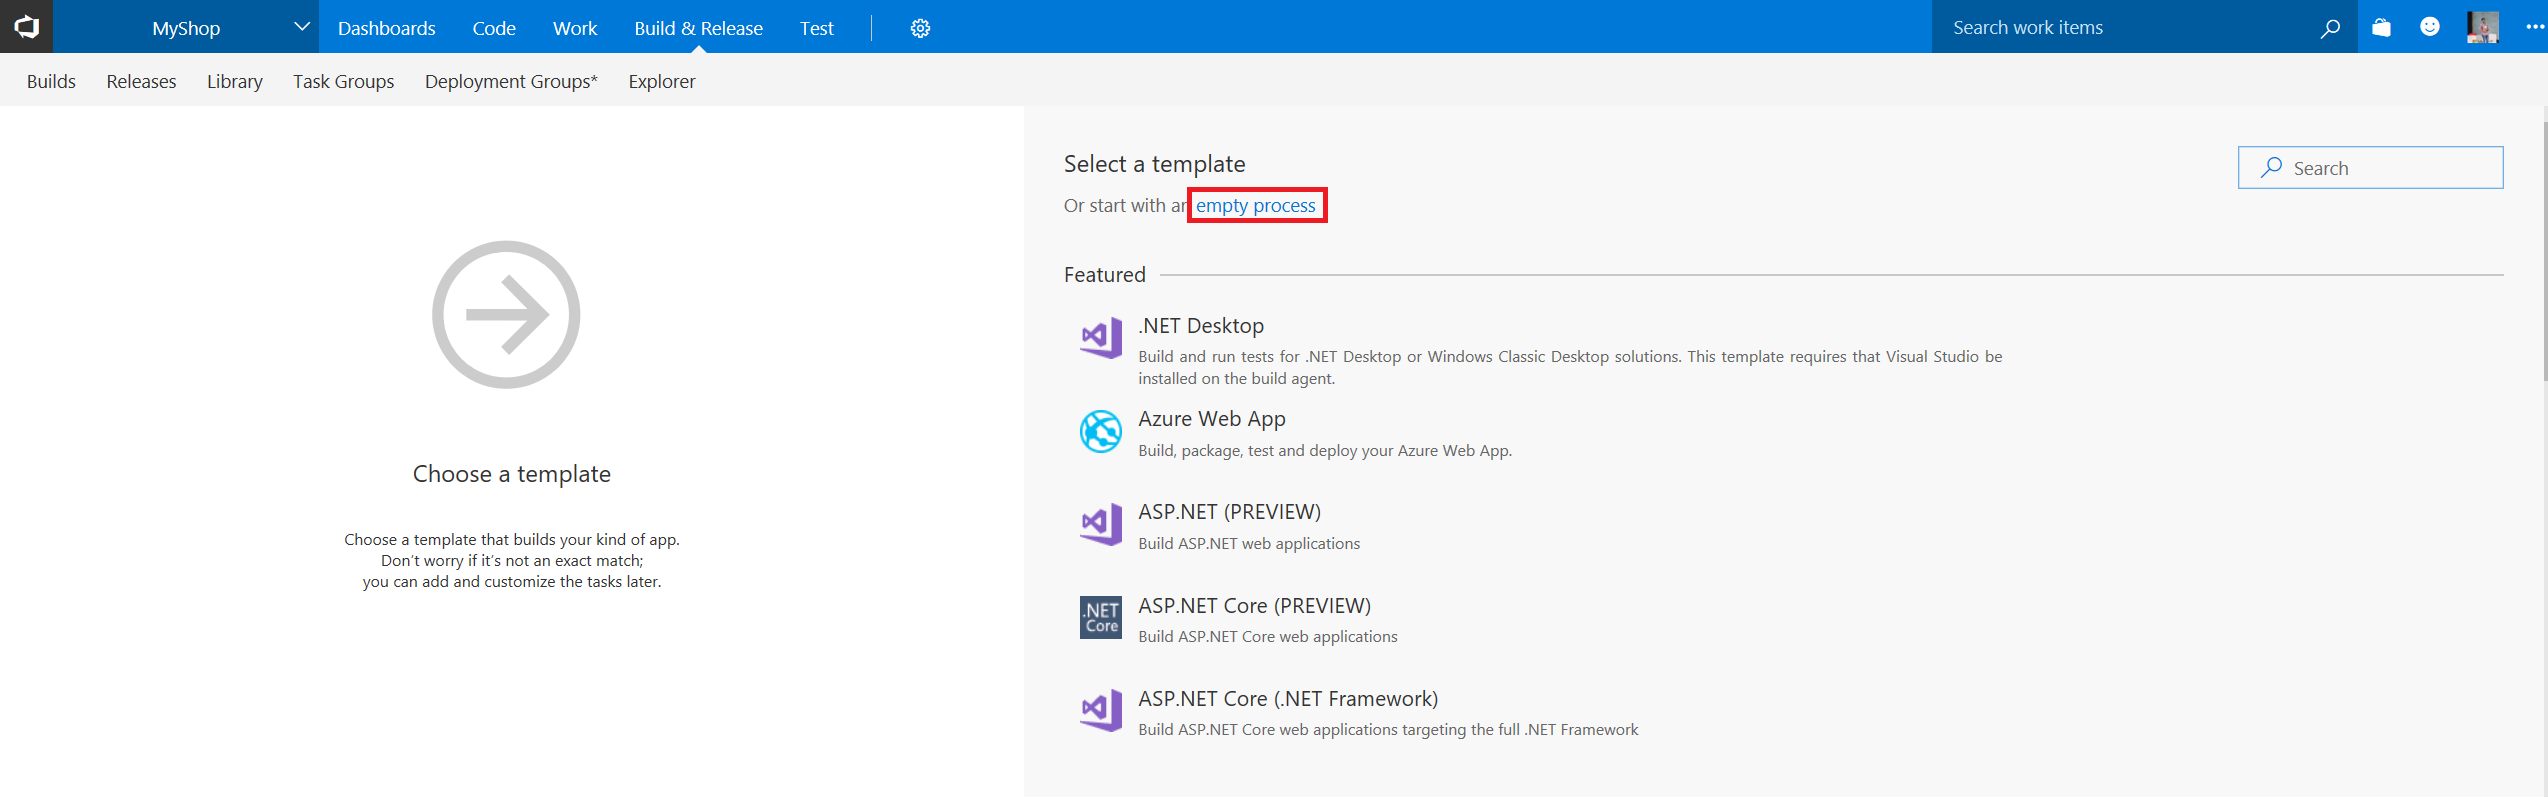 MyShop
Dashboards Code Work Build & Release Test
Search work items
Builds Releases Library Task Groups Deployment Groups* Explorer
Choose a template
Choose a template that builds your kind of app.
Don't worry if it's not an exact match;
you can add and customize the tasks later.
Select a template
Search
Or start with an empty process
Featured
.NET Desktop
Build and run tests for .NET Desktop or Windows Classic Desktop solutions. This template requires that Visual Studio be
installed on the build agent.
Azure Web App
Build, package, test and deploy your Azure Web App.
ASP.NET (PREVIEW)
Build ASP.NET web applications
.NET
Core
ASP.NET Core (PREVIEW)
Build ASP.NET Core web applications
ASP.NET Core (.NET Framework)
Build ASP.NET Core web applications targeting the full .NET Framework